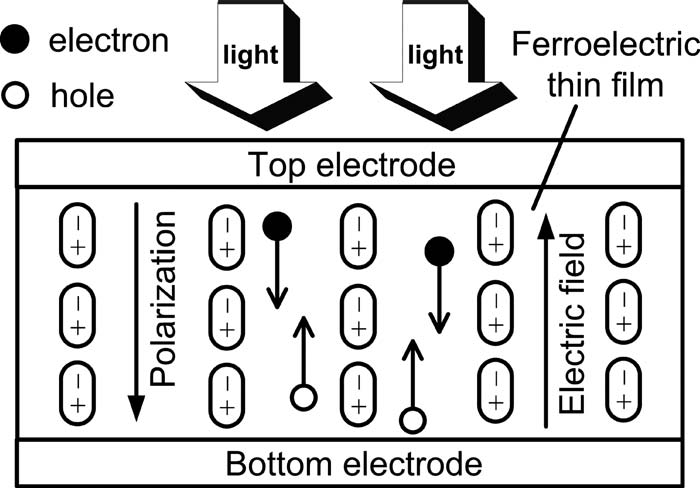 electron
hole
light
light
Ferroelectric
thin film
Top electrode
Polarization
Electric field
- + - + - + - + - +
- + - + - + - + - +
- + - + - + - + - +
Bottom electrode